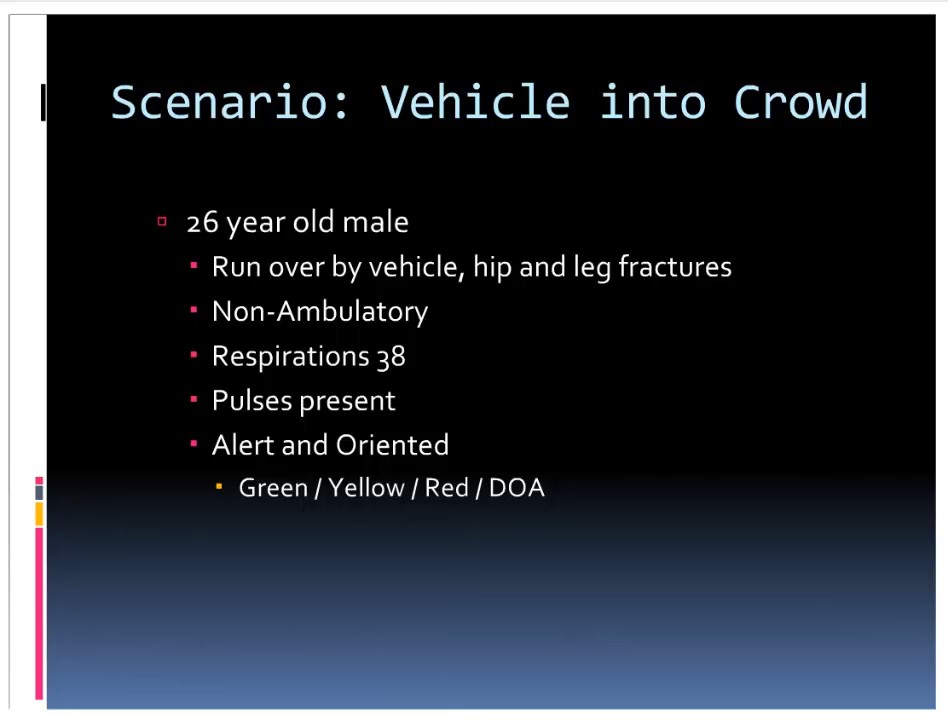 Scenario: Vehicle into Crowd
26 year old male
Run over by vehicle, hip and leg fractures
Non-Ambulatory
Respirations 38
Pulses present
Alert and Oriented
Green / Yellow / Red / DOA